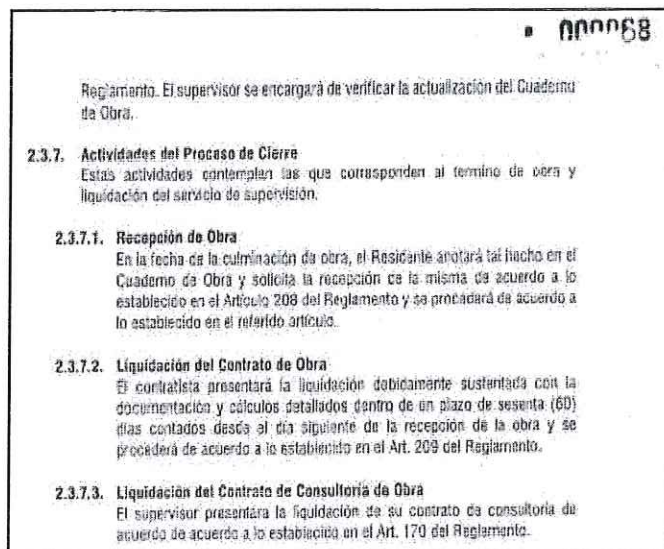 000068
Reglamento. El supervisor se encargará de verificar la actualización del Cuaderno
de Obra.
2.3.7. Actividades del Proceso de Cierre
Estas actividades contemplan las que corresponden al termino de obra y
liquidación del servicio de supervisión.
2.3.7.1. Recepción de Obra
En la fecha de la culminación de obra, el Residente anotará tal hecho en el
Cuaderno de Obra y solicita la recepción de la misma de acuerdo a lo
establecido en el Artículo 208 del Reglamento y se procederá de acuerdo a
lo establecido en el referido artículo.
2.3.7.2. Liquidación del Contrato de Obra
El contratista presentará la liquidación debidamente sustentada con la
documentación y cálculos detallados dentro de un plazo de sesenta (60)
días contados desde el día siguiente de la recepción de la obra y se
procederá de acuerdo a lo establecido en el Art. 209 del Reglamento.
2.3.7.3. Liquidación del Contrato de Consultoría de Obra
El supervisor presentara la liquidación de su contrato de consultoría de
acuerdo de acuerdo a lo establecido en el Art. 170 del Reglamento.